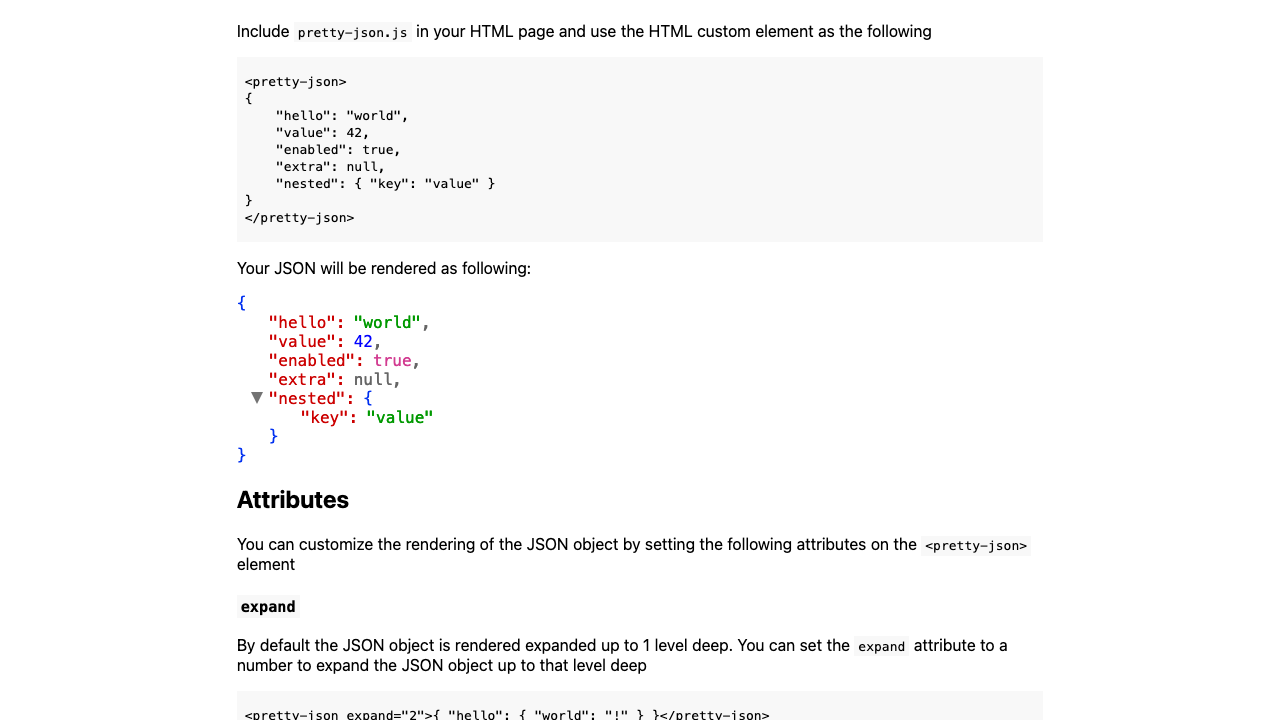 Include pretty-json.js in your HTML page and use the HTML custom element as the following
<pretty-json>
{
    "hello": "world",
    "value": 42,
    "enabled": true,
    "extra": null,
    "nested": { "key": "value" }
}
</pretty-json>
Your JSON will be rendered as following:
{
    "hello": "world",
    "value": 42,
    "enabled": true,
    "extra": null,
▼ "nested": {
        "key": "value"
    }
}
Attributes
You can customize the rendering of the JSON object by setting the following attributes on the <pretty-json>
element
expand
By default the JSON object is rendered expanded up to 1 level deep. You can set the expand attribute to a
number to expand the JSON object up to that level deep
<pretty-json expand="2">{ "hello": { "world": "!" } }</pretty-json>